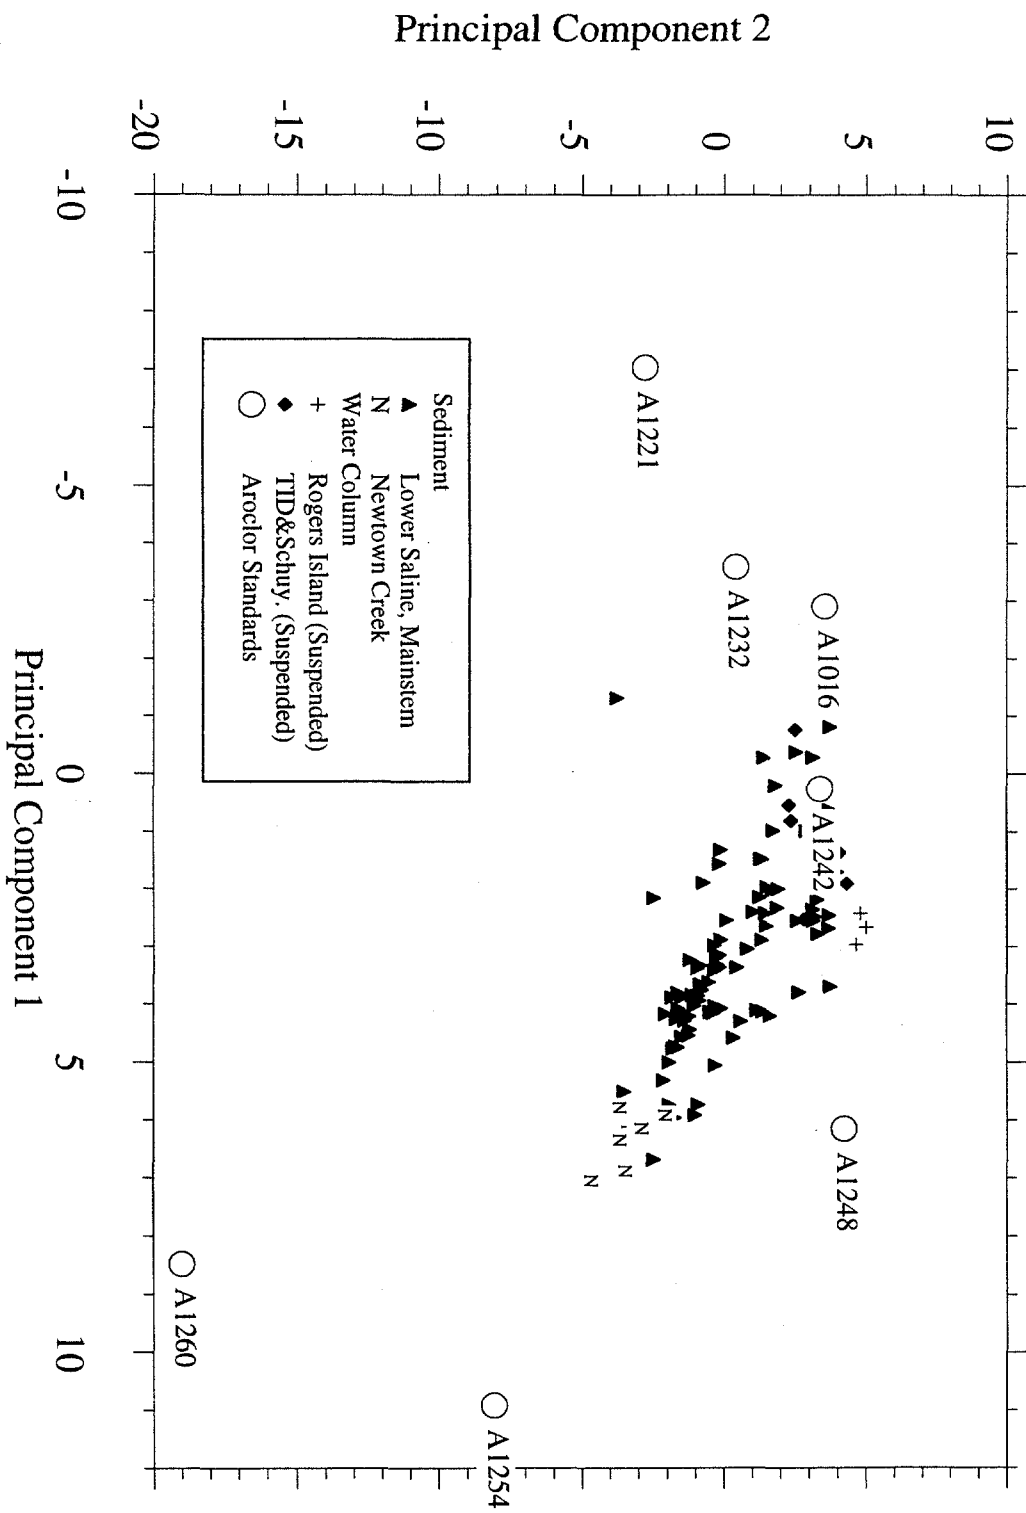 Principal Component 2
10
5
0
-5
-10
-15
-20
-10
-5
0
5
10
Principal Component 1
A1221
A1232
A1016
A1242
A1248
A1260
A1254
N
N
N
N
N
N
Sediment
Lower Saline, Mainstem
N Newtown Creek
Water Column
+ Rogers Island (Suspended)
TID&Schuy. (Suspended)
Aroclor Standards